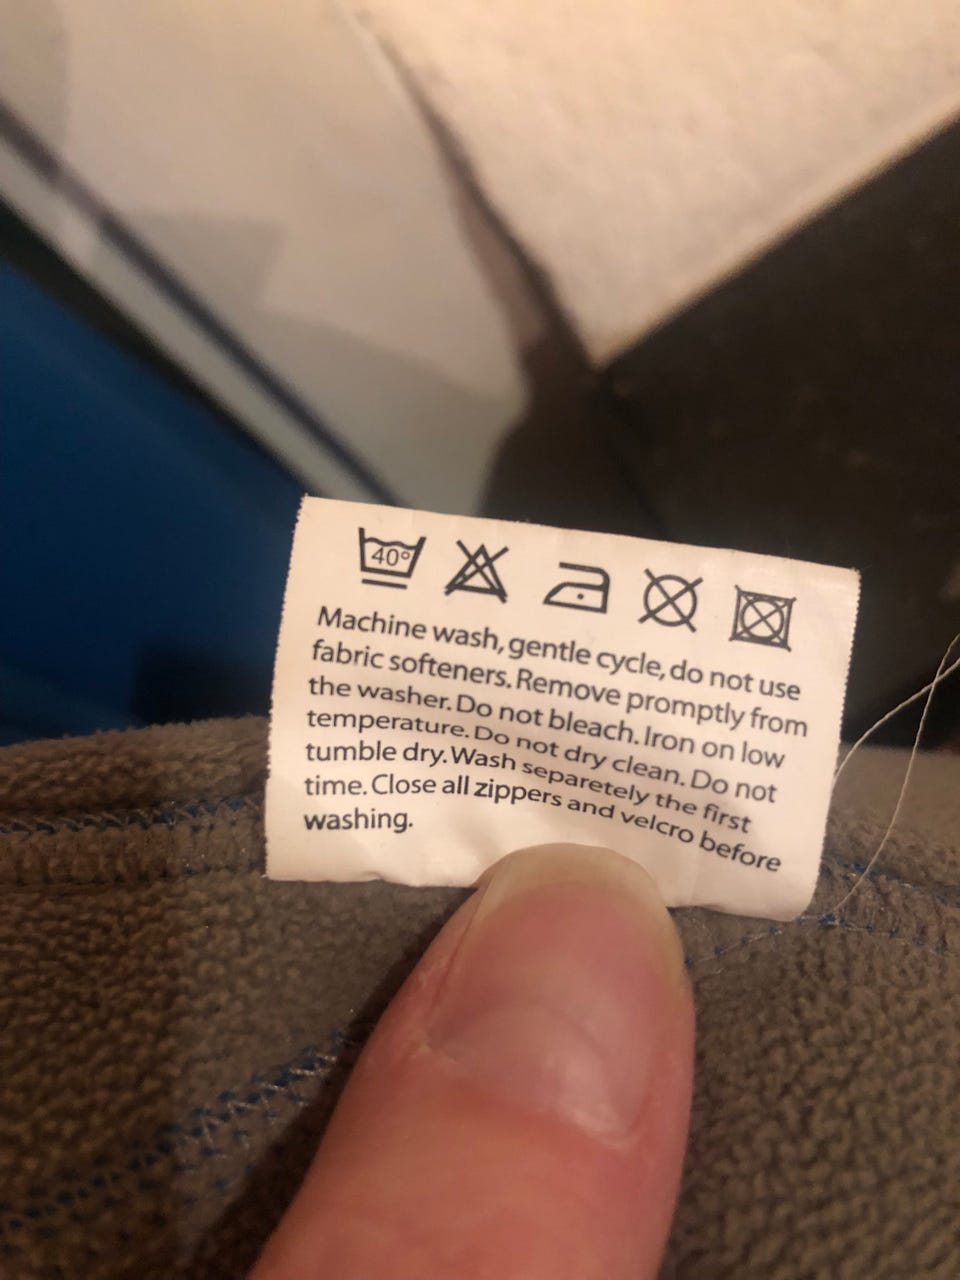 40°
Machine wash, gentle cycle, do not use
fabric softeners. Remove promptly from
the washer. Do not bleach. Iron on low
temperature. Do not dry clean. Do not
tumble dry. Wash separetely the first
time. Close all zippers and velcro before
washing.